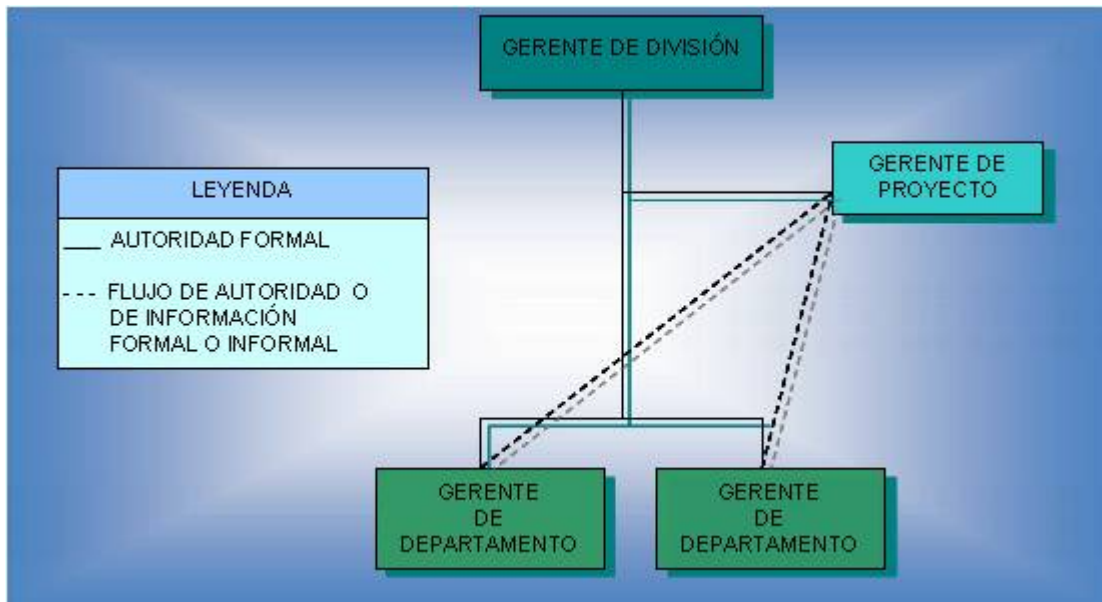 GERENTE DE DIVISIÓN
GERENTE DE
PROYECTO
LEYENDA
___ AUTORIDAD FORMAL
--- FLUJO DE AUTORIDAD O
DE INFORMACIÓN
FORMAL O INFORMAL
GERENTE
DE
DEPARTAMENTO
GERENTE
DE
DEPARTAMENTO